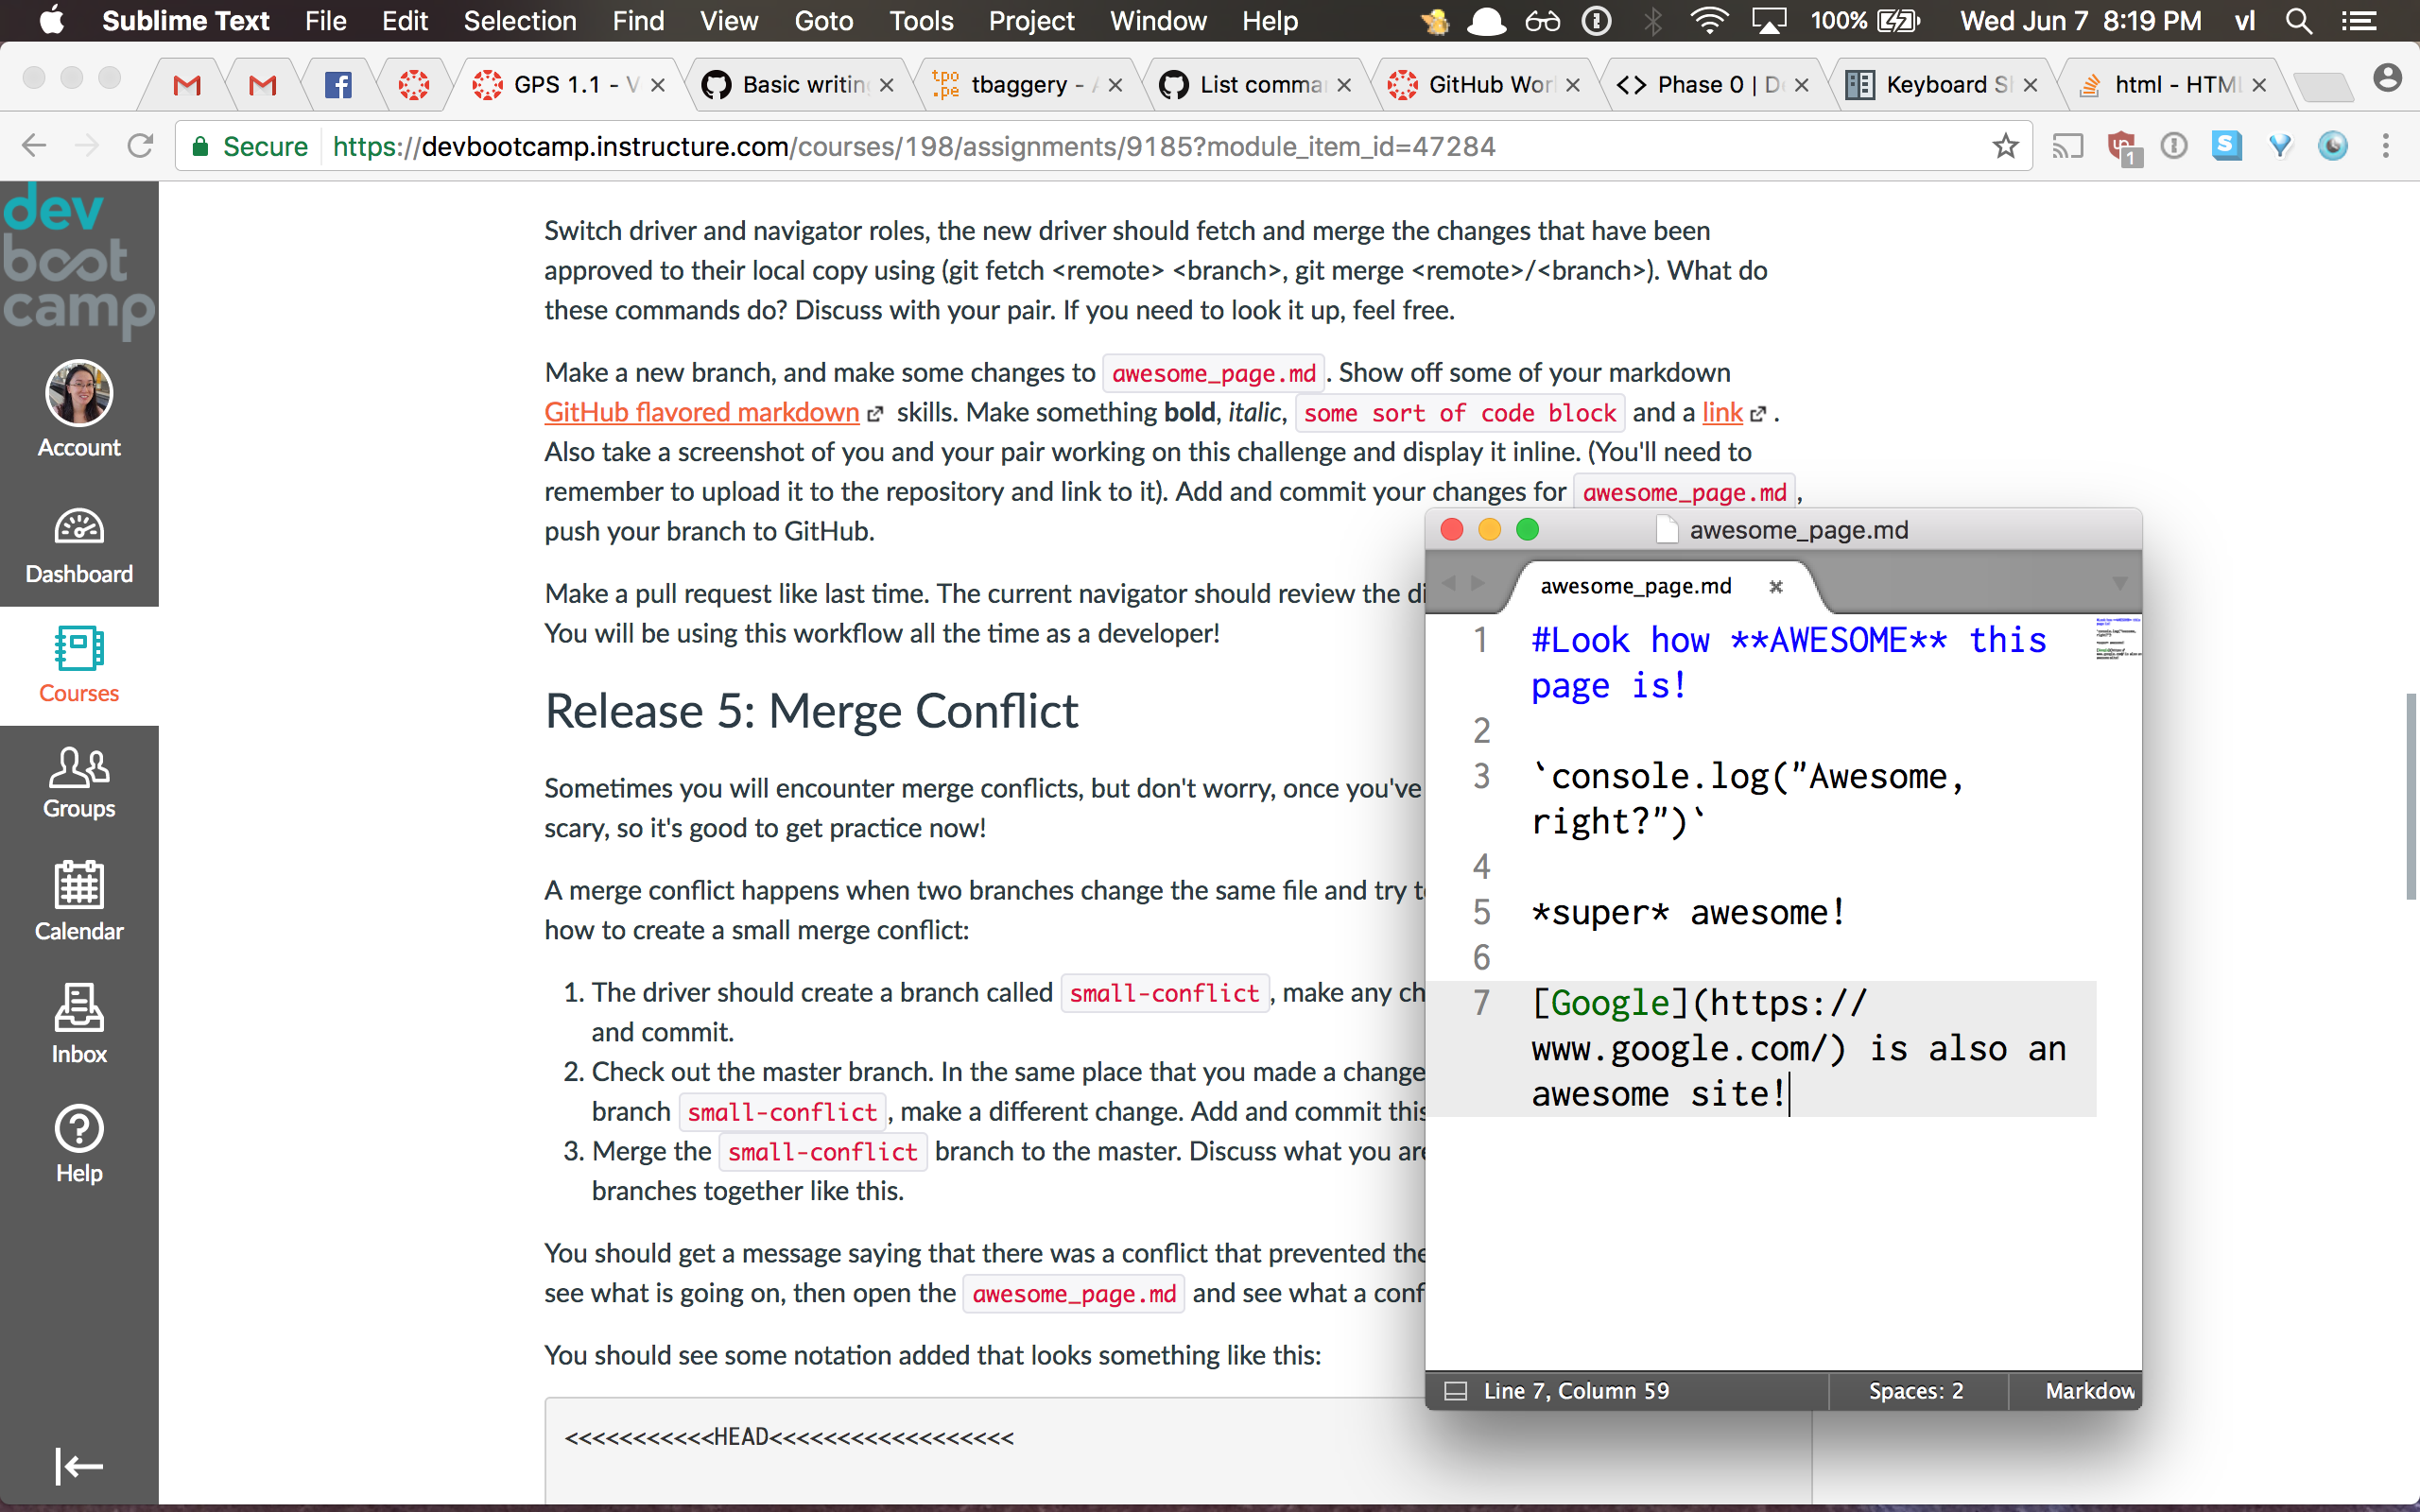 Sublime Text File Edit Selection Find View Goto Tools Project Window Help 100% Wed Jun 7 8:19 PM vl
GPS 1.1 - V
Basic writin
tbaggery - A
List comma
GitHub Wor
Phase 0 | D
Keyboard S
html - HTML
Secure https://devbootcamp.instructure.com/courses/198/assignments/9185?module_item_id=47284
dev
boot
camp
Account
Dashboard
Courses
Groups
Calendar
Inbox
Help
Switch driver and navigator roles, the new driver should fetch and merge the changes that have been
approved to their local copy using (git fetch <remote> <branch>, git merge <remote>/<branch>). What do
these commands do? Discuss with your pair. If you need to look it up, feel free.
Make a new branch, and make some changes to awesome_page.md . Show off some of your markdown
GitHub flavored markdown skills. Make something bold, italic, some sort of code block and a link .
Also take a screenshot of you and your pair working on this challenge and display it inline. (You'll need to
remember to upload it to the repository and link to it). Add and commit your changes for awesome_page.md ,
push your branch to GitHub.
Make a pull request like last time. The current navigator should review the di
You will be using this workflow all the time as a developer!
Release 5: Merge Conflict
Sometimes you will encounter merge conflicts, but don't worry, once you've
scary, so it's good to get practice now!
A merge conflict happens when two branches change the same file and try t
how to create a small merge conflict:
1. The driver should create a branch called small-conflict , make any ch
and commit.
2. Check out the master branch. In the same place that you made a change
branch small-conflict , make a different change. Add and commit this
3. Merge the small-conflict branch to the master. Discuss what you are
branches together like this.
You should get a message saying that there was a conflict that prevented the
see what is going on, then open the awesome_page.md and see what a conf
You should see some notation added that looks something like this:
<<<<<<<<<<<HEAD<<<<<<<<<<<<<<<<<<
awesome_page.md
awesome_page.md
1 #Look how **AWESOME** this
page is!
2
3 `console.log("Awesome,
right?")`
4
5 *super* awesome!
6
7 [Google](https://
www.google.com/) is also an
awesome site!
Line 7, Column 59 Spaces: 2 Markdow